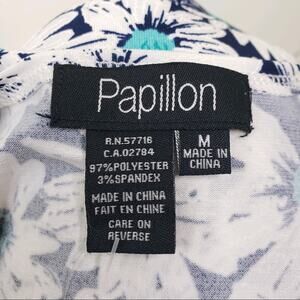 Papillon
R.N.57716
C.A.02784
97%POLYESTER
3%SPANDEX
MADE IN CHINA
FAIT EN CHINE
CARE ON
REVERSE
M
MADE IN
CHINA